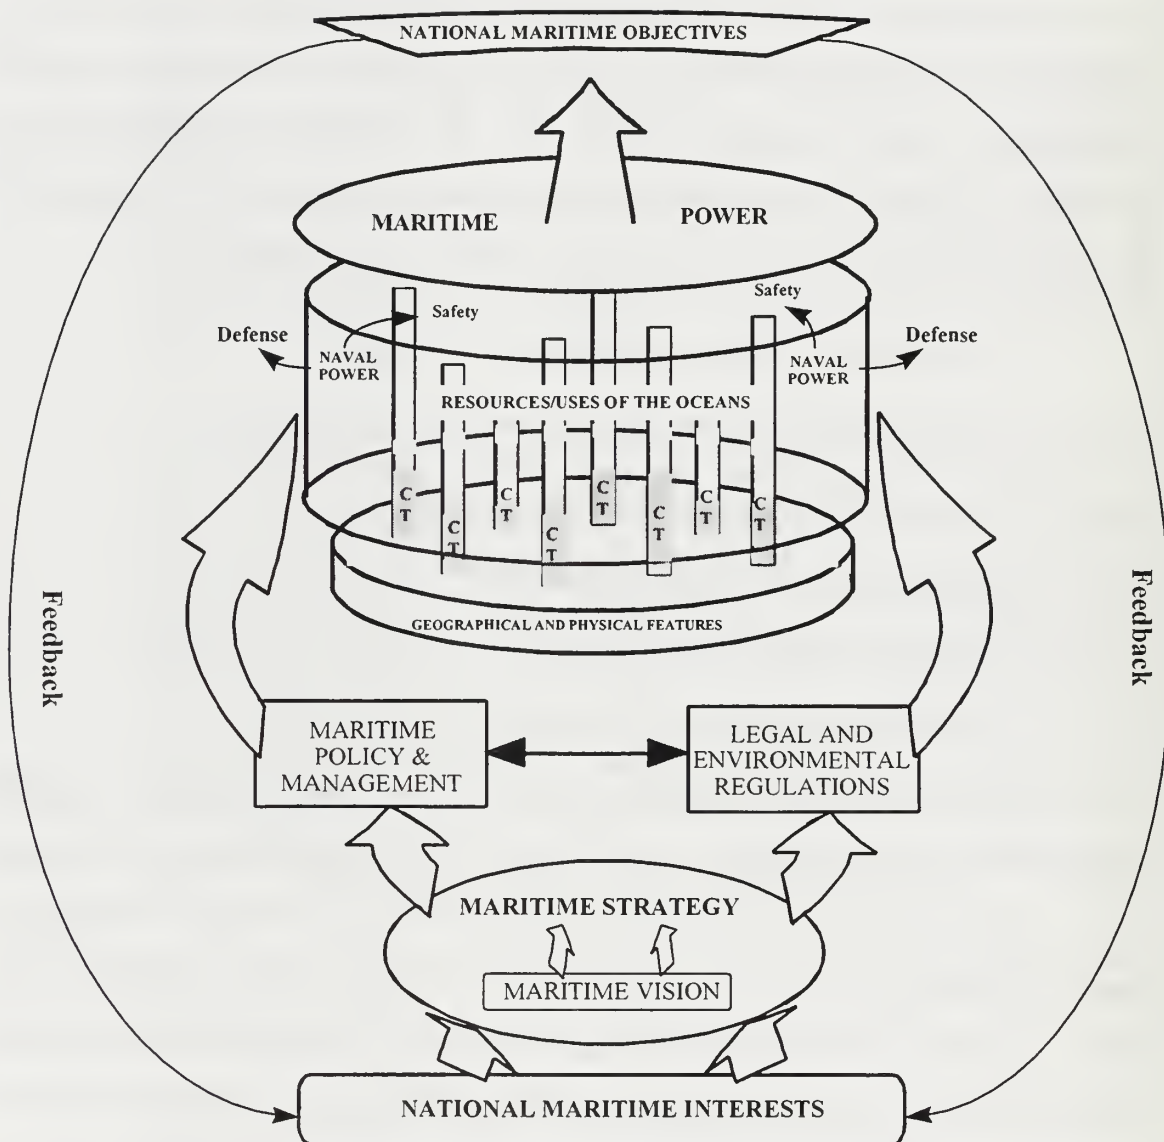 NATIONAL MARITIME OBJECTIVES
MARITIME POWER
Safety
Safety
Defense
Defense
NAVAL
POWER
NAVAL
POWER
RESOURCES/USES OF THE OCEANS
C
T
C
T
C
T
C
T
C
T
C
T
C
T
C
T
GEOGRAPHICAL AND PHYSICAL FEATURES
Feedback
Feedback
MARITIME
POLICY &
MANAGEMENT
LEGAL AND
ENVIRONMENTAL
REGULATIONS
MARITIME STRATEGY
MARITIME VISION
NATIONAL MARITIME INTERESTS